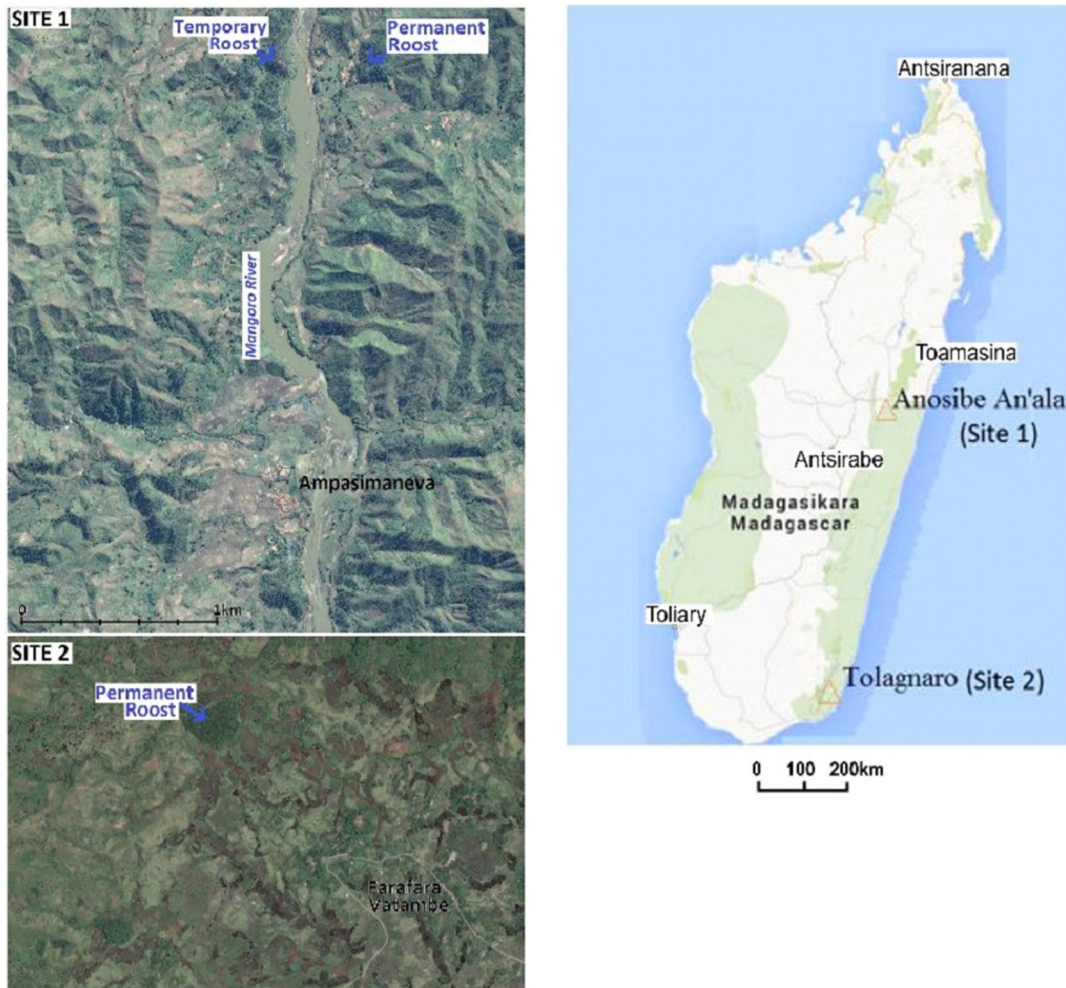 SITE 1
Temporary
Roost
Permanent
Roost
Mangoro River
Ampasimaneva
0 1km
SITE 2
Permanent
Roost
Farafara
Vatambe
Antsiranana
Toamasina
Anosibe An'ala
(Site 1)
Antsirabe
Madagasikara
Madagascar
Toliary
Tolagnaro (Site 2)
0 100 200km